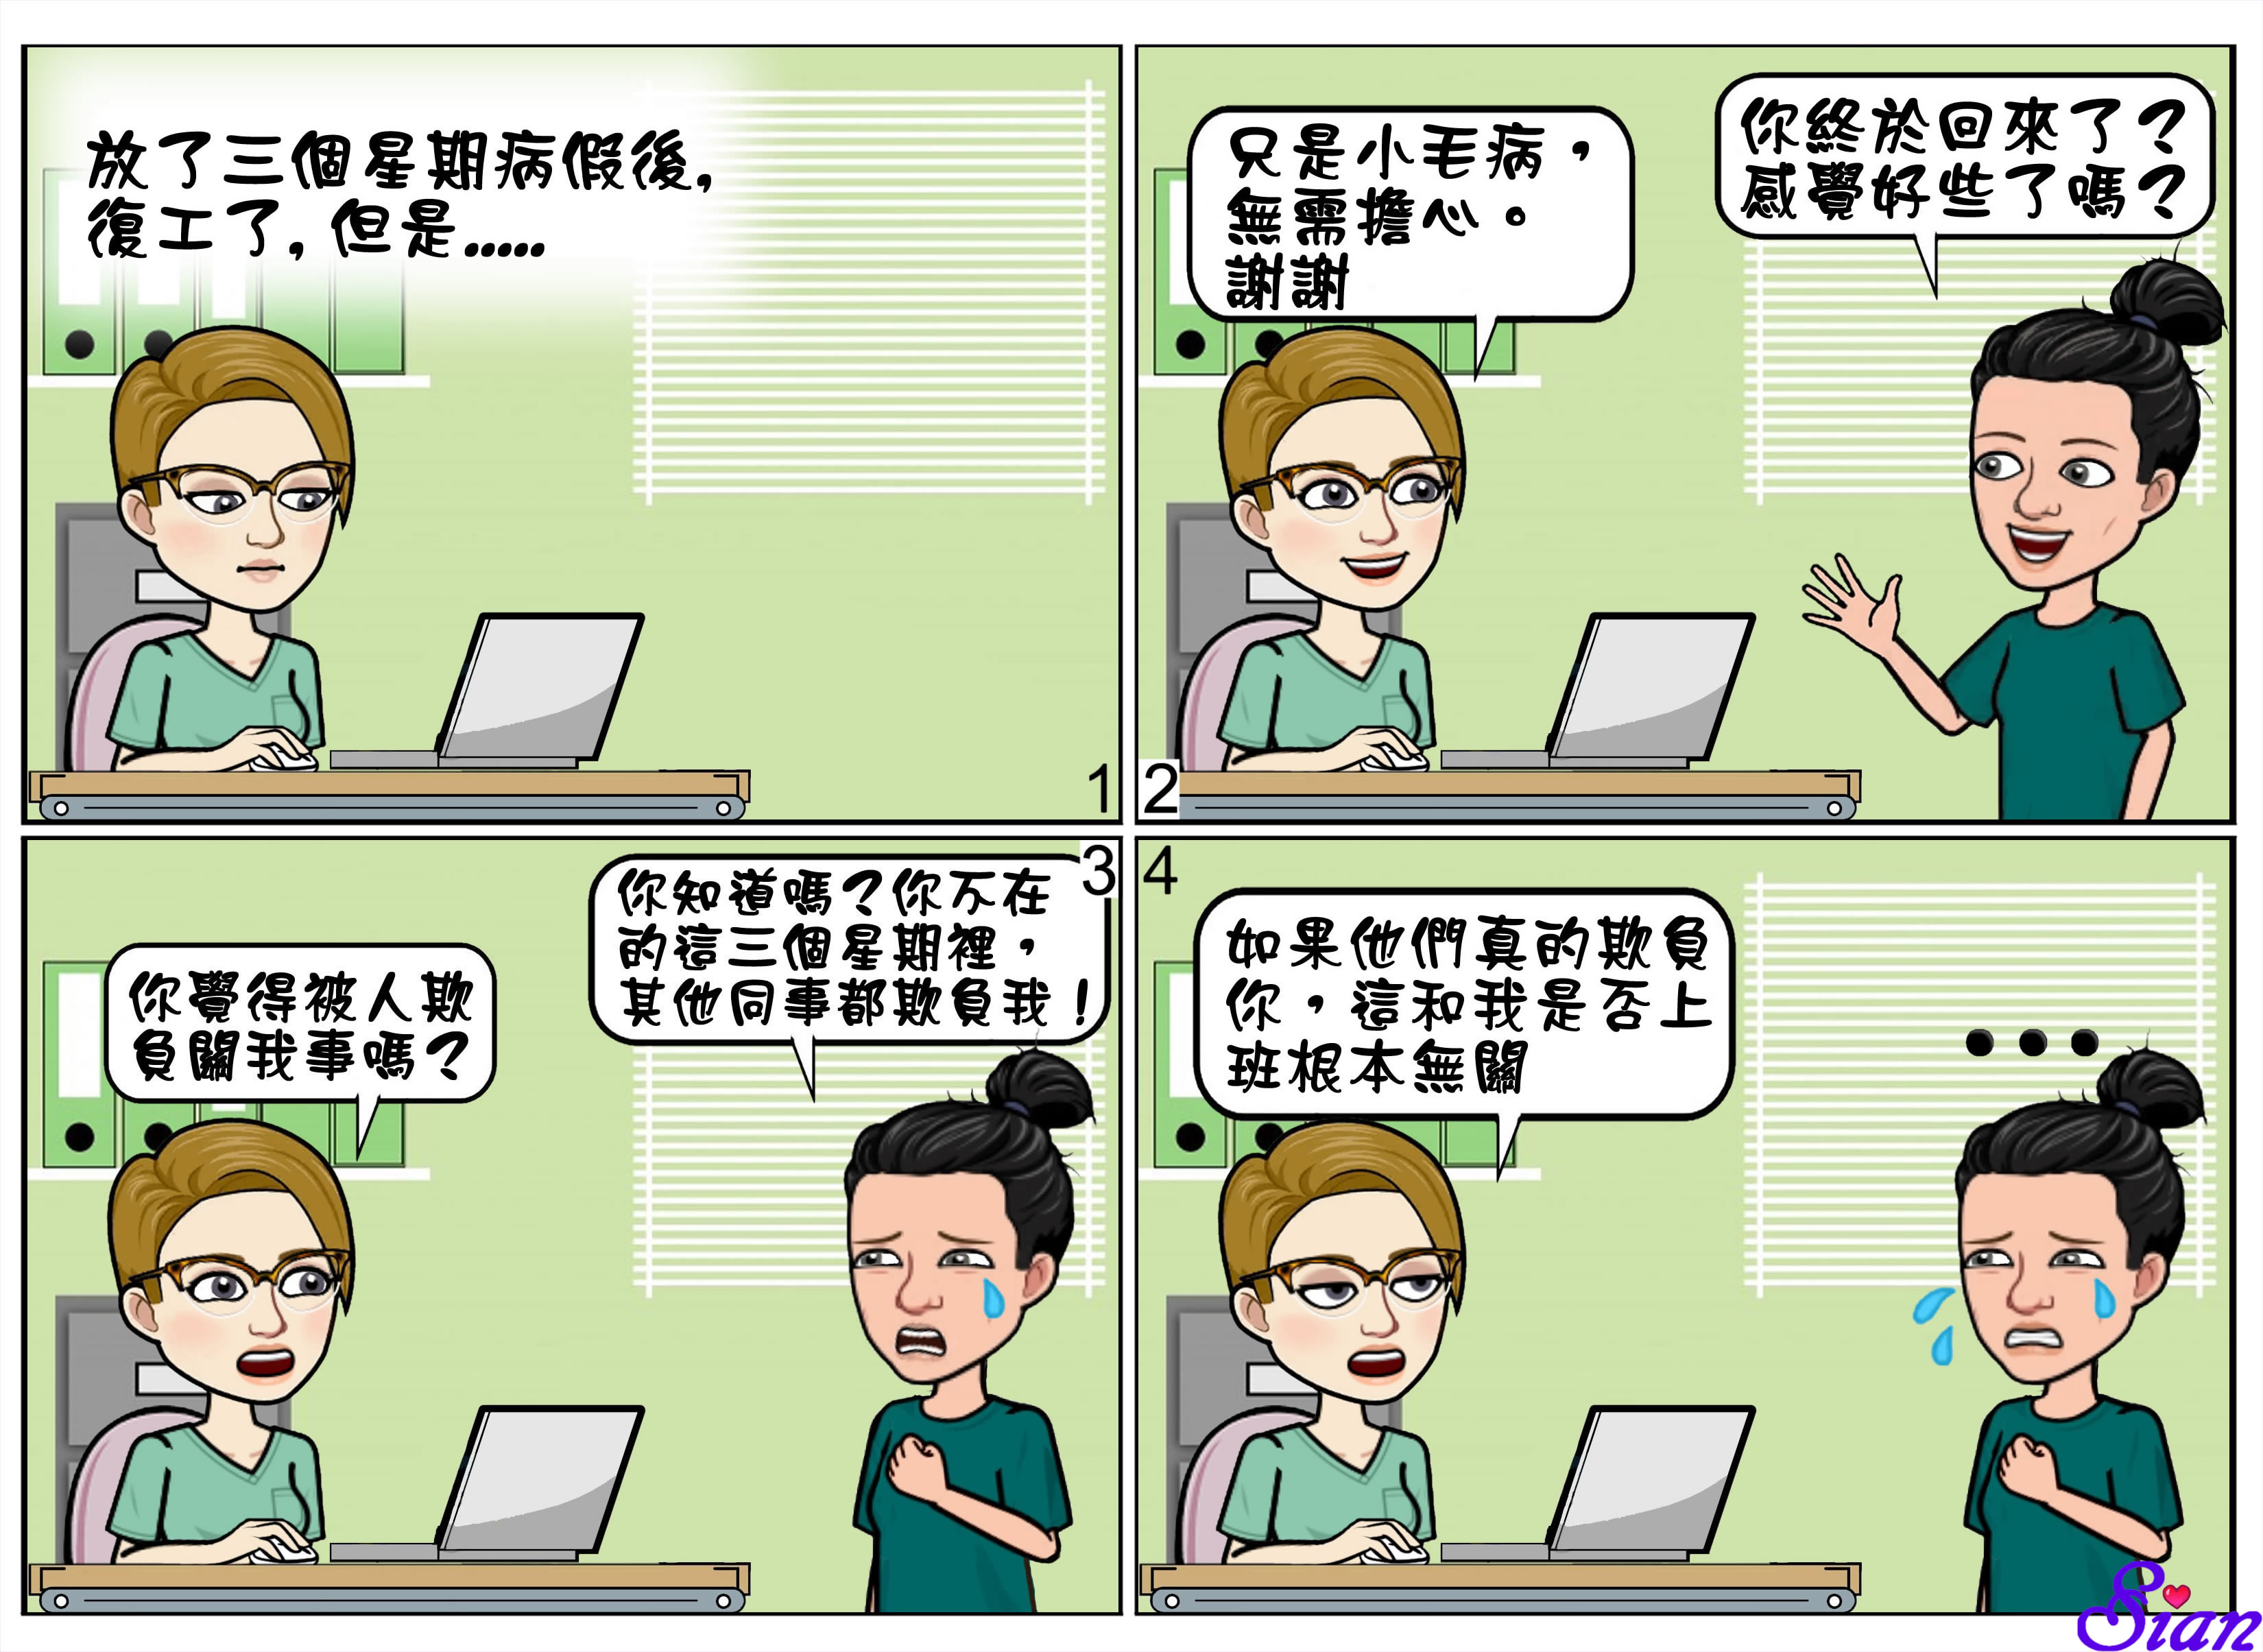 放了三個星期病假後,
復工了, 但是.....
1
2
你終於回來了？
感覺好些了嗎？
只是小毛病，
無需擔心。
謝謝
3
你知道嗎？你不在
的這三個星期裡，
其他同事都欺負我！
你覺得被人欺
負關我事嗎？
4
如果他們真的欺負
你，這和我是否上
班根本無關
●●●
Sian